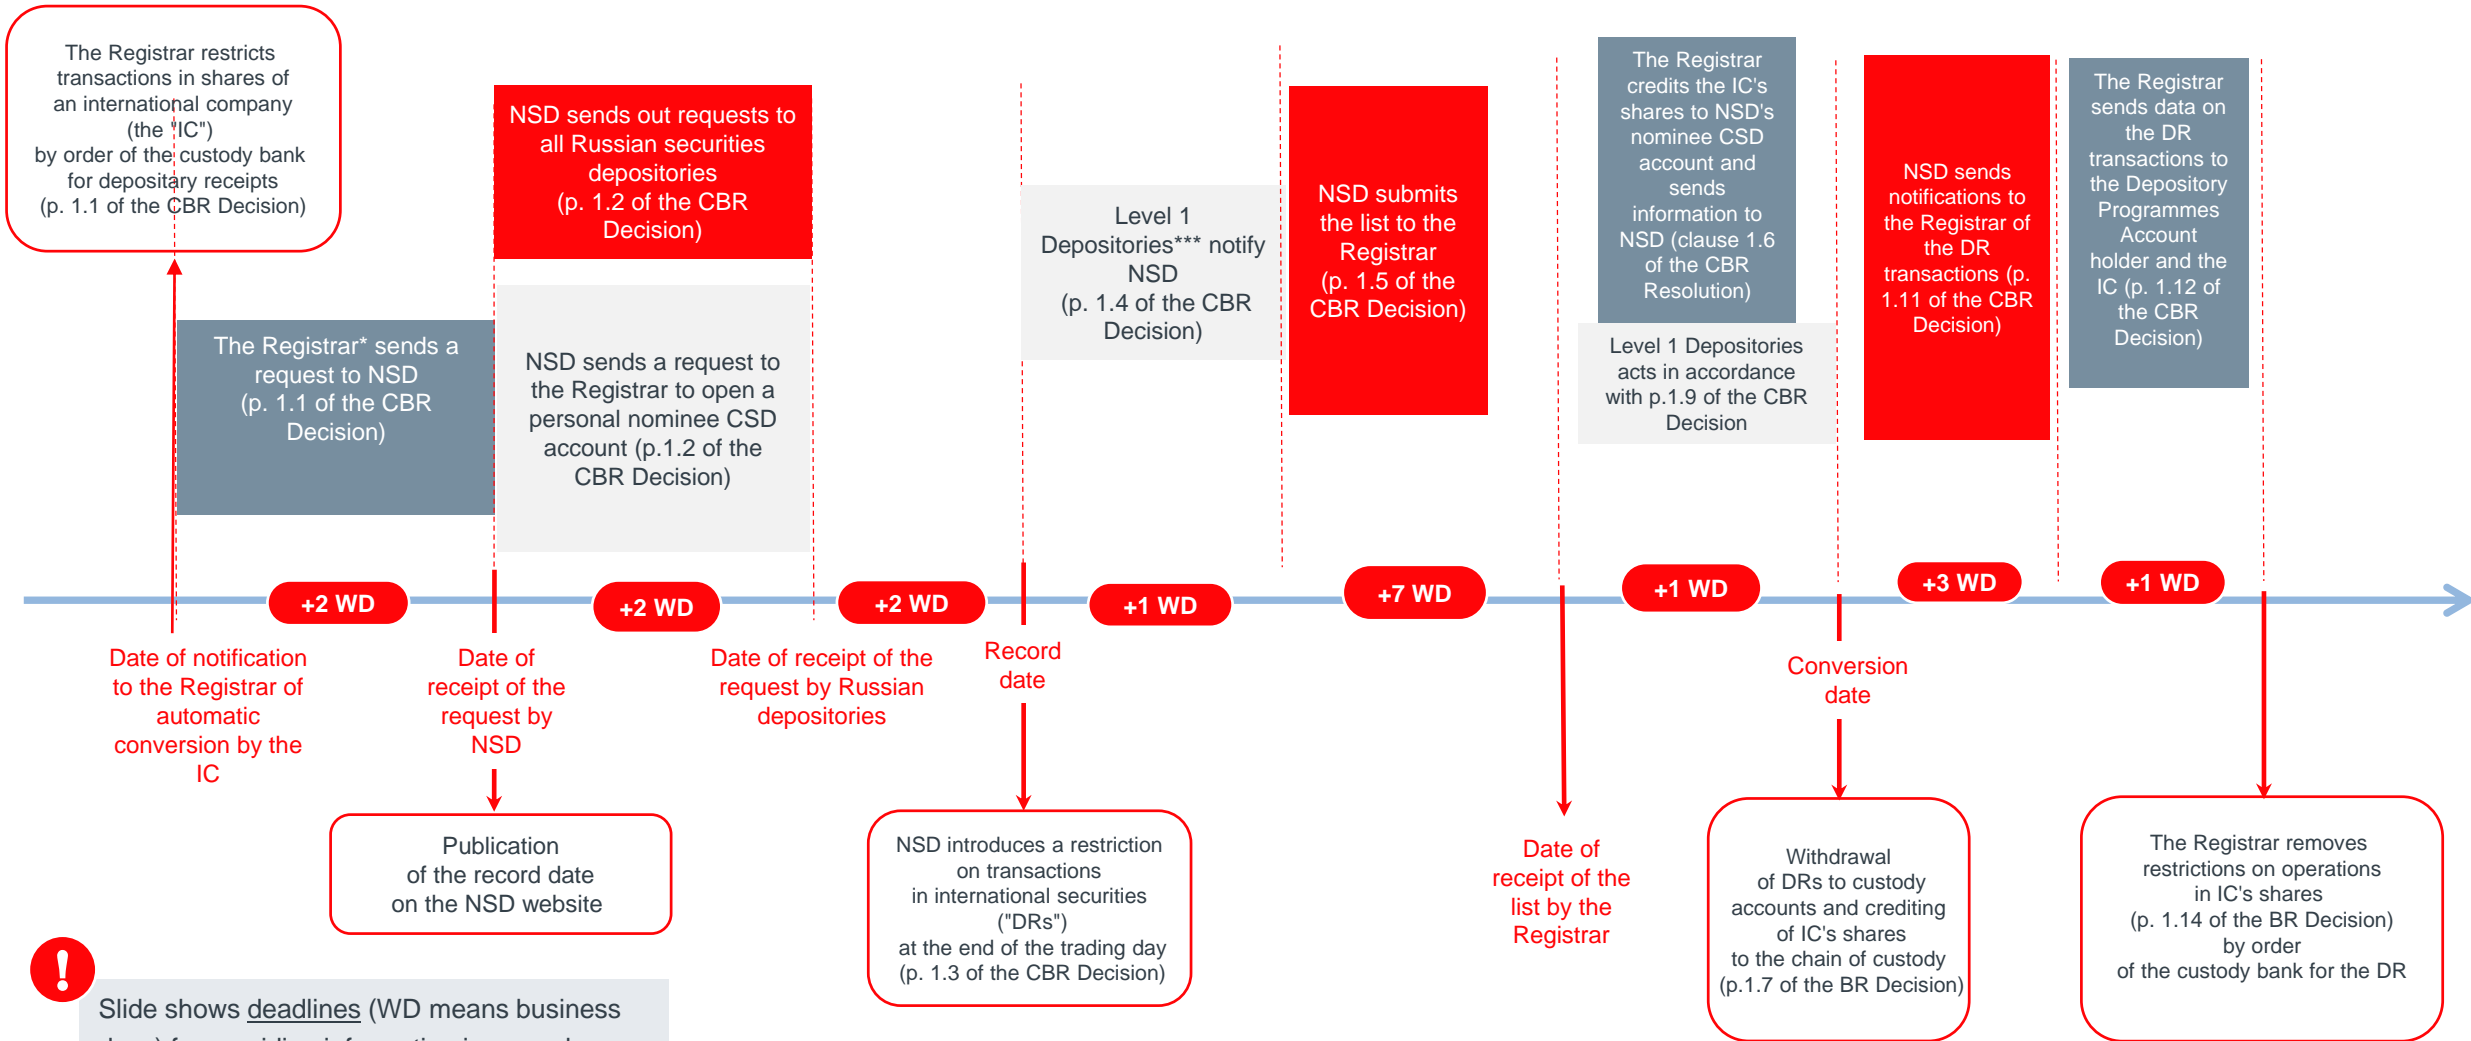 The Registrar restricts
transactions in shares of
an international company
(the "IC")
by order of the custody bank
for depositary receipts
(p. 1.1 of the CBR Decision)
The Registrar* sends a
request to NSD
(p. 1.1 of the CBR
Decision)
NSD sends out requests to
all Russian securities
depositories
(p. 1.2 of the CBR
Decision)
NSD sends a request to
the Registrar to open a
personal nominee CSD
account (p.1.2 of the
CBR Decision)
Level 1
Depositories*** notify
NSD
(p. 1.4 of the CBR
Decision)
NSD submits
the list to the
Registrar
(p. 1.5 of the
CBR Decision)
The Registrar
credits the IC's
shares to NSD's
nominee CSD
account and
sends
information to
NSD (clause 1.6
of the CBR
Resolution)
Level 1 Depositories
acts in accordance
with p.1.9 of the CBR
Decision
NSD sends
notifications to
the Registrar of
the DR
transactions (p.
1.11 of the CBR
Decision)
The Registrar
sends data on
the DR
transactions to
the Depository
Programmes
Account
holder and the
IC (p. 1.12 of
the CBR
Decision)
+2 WD
+2 WD
+2 WD
+1 WD
+7 WD
+1 WD
+3 WD
+1 WD
Date of notification
to the Registrar of
automatic
conversion by the
IC
Date of
receipt of the
request by
NSD
Date of receipt of the
request by Russian
depositories
Record
date
Date of
receipt of the
list by the
Registrar
Conversion
date
Publication
of the record date
on the NSD website
NSD introduces a restriction
on transactions
in international securities
("DRs")
at the end of the trading day
(p. 1.3 of the CBR Decision)
Withdrawal
of DRs to custody
accounts and crediting
of IC's shares
to the chain of custody
(p.1.7 of the BR Decision)
The Registrar removes
restrictions on operations
in IC's shares
(p. 1.14 of the BR Decision)
by order
of the custody bank for the DR
!
Slide shows deadlines (WD means business